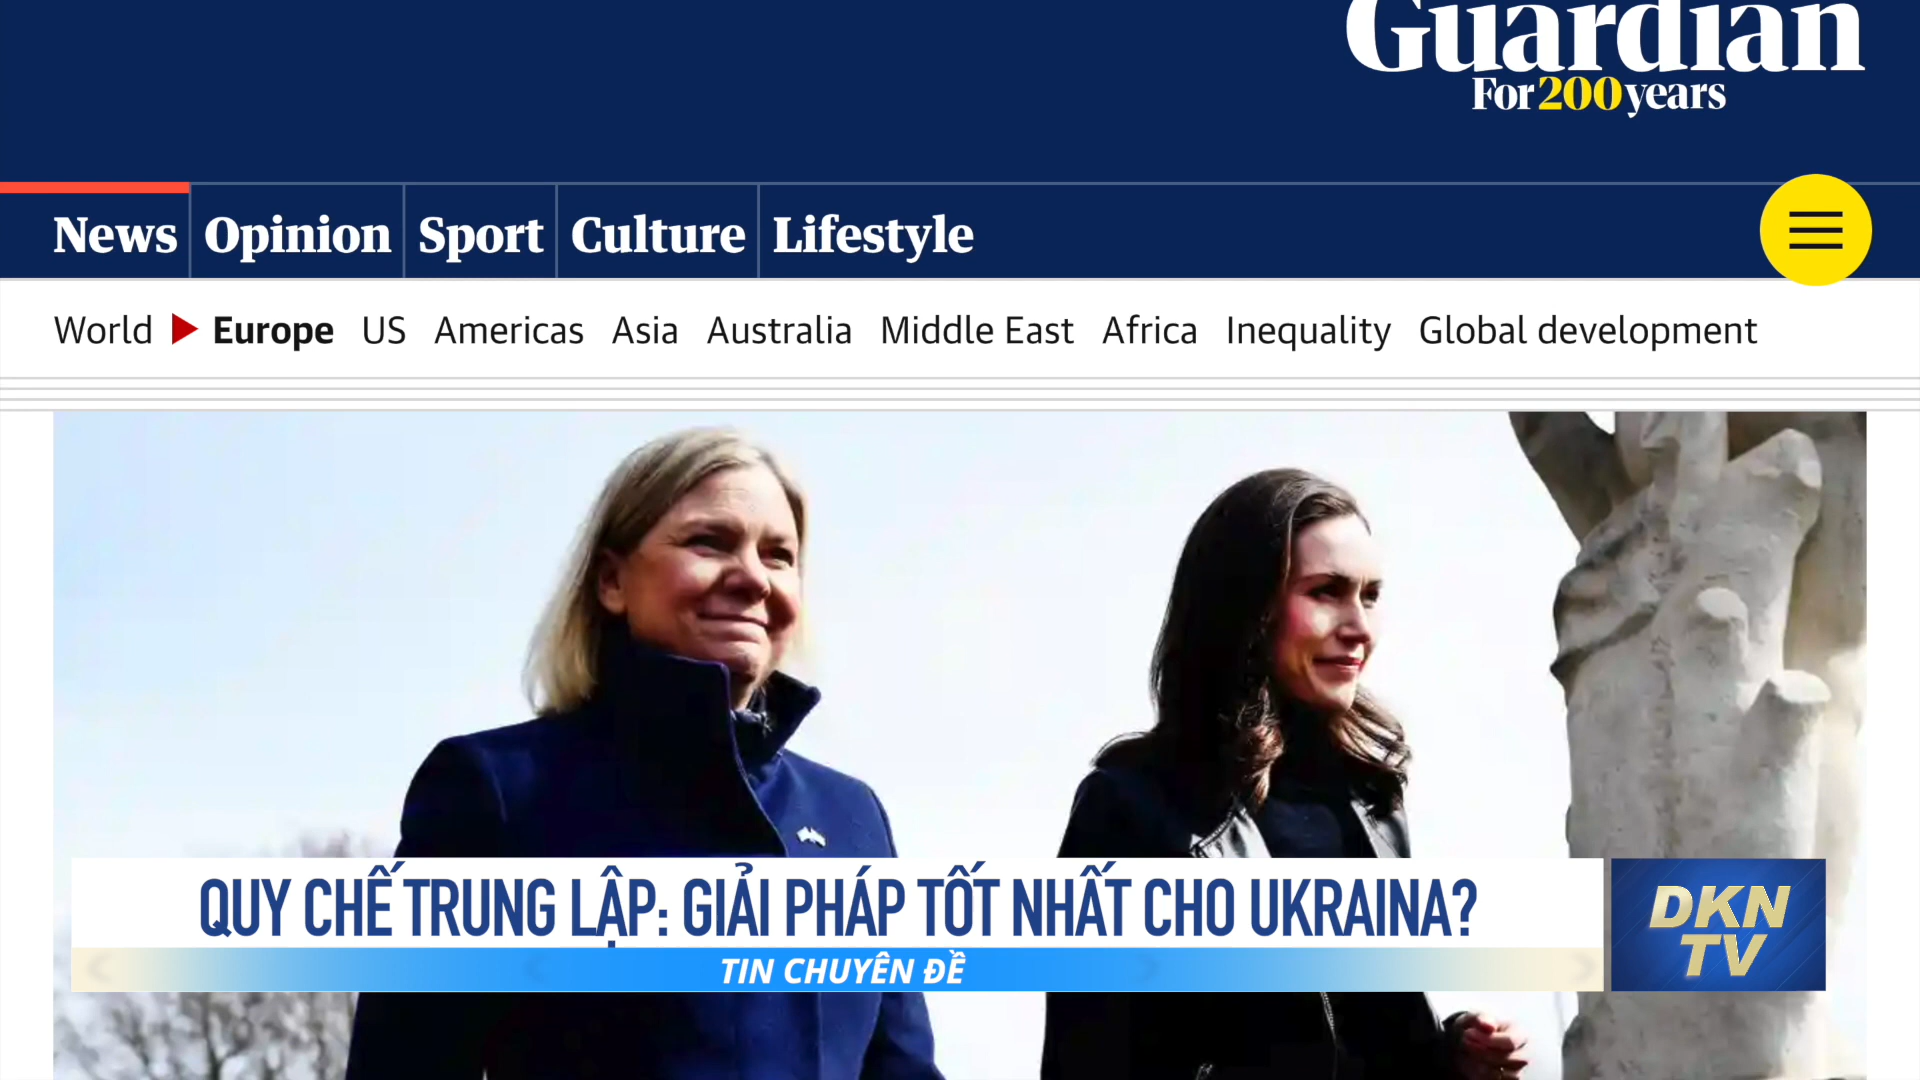 Guardian
For 200 years
News Opinion Sport Culture Lifestyle
World Europe US Americas Asia Australia Middle East Africa Inequality Global development
QUY CHẾ TRUNG LẬP: GIẢI PHÁP TỐT NHẤT CHO UKRAINA?
TIN CHUYÊN ĐỀ
DKN
TV